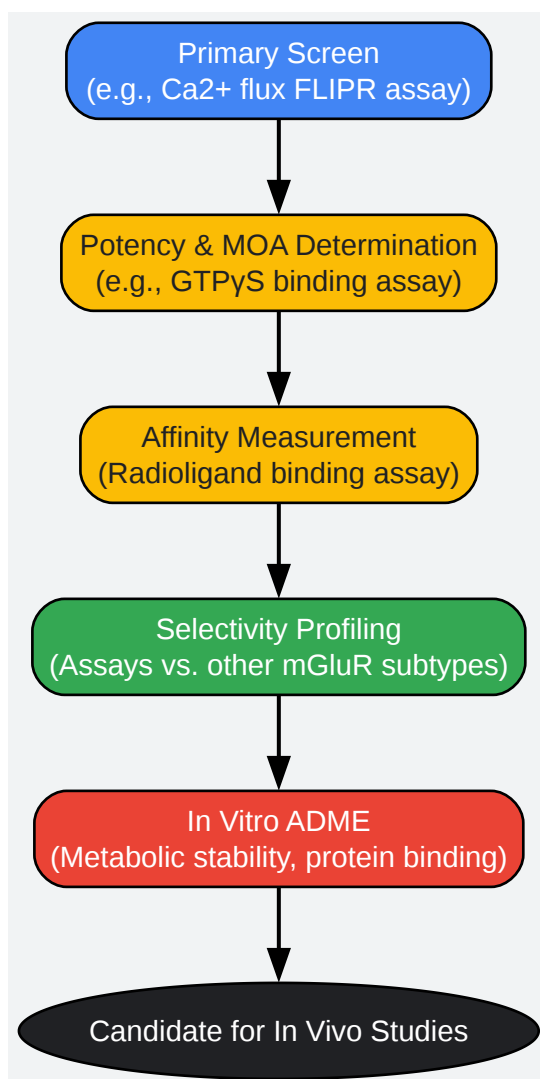 Primary Screen
(e.g., Ca2+ flux FLIPR assay)
Potency & MOA Determination
(e.g., GTPγS binding assay)
Affinity Measurement
(Radioligand binding assay)
Selectivity Profiling
(Assays vs. other mGluR subtypes)
In Vitro ADME
(Metabolic stability, protein binding)
Candidate for In Vivo Studies